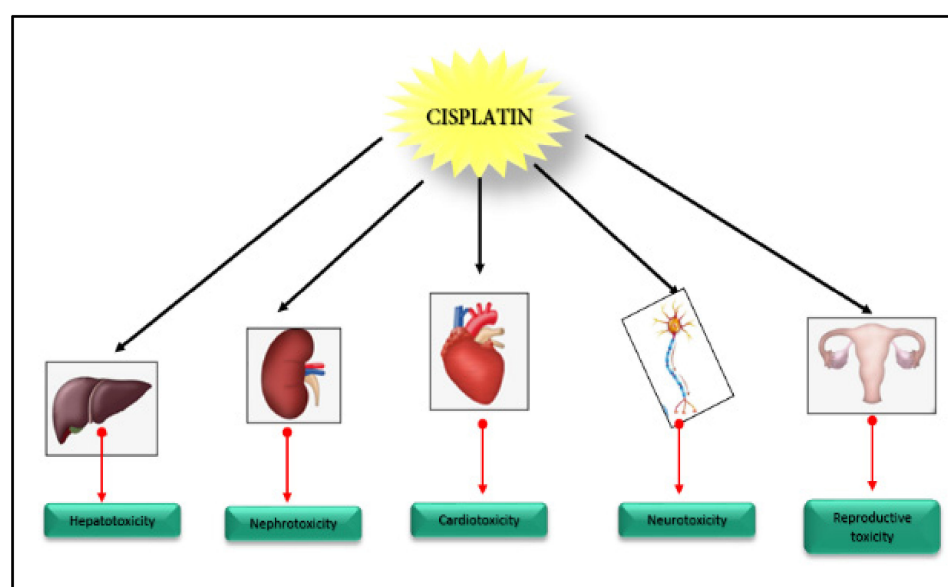 CISPLATIN
Hepatotoxicity
Nephrotoxicity
Cardiotoxicity
Neurotoxicity
Reproductive
toxicity